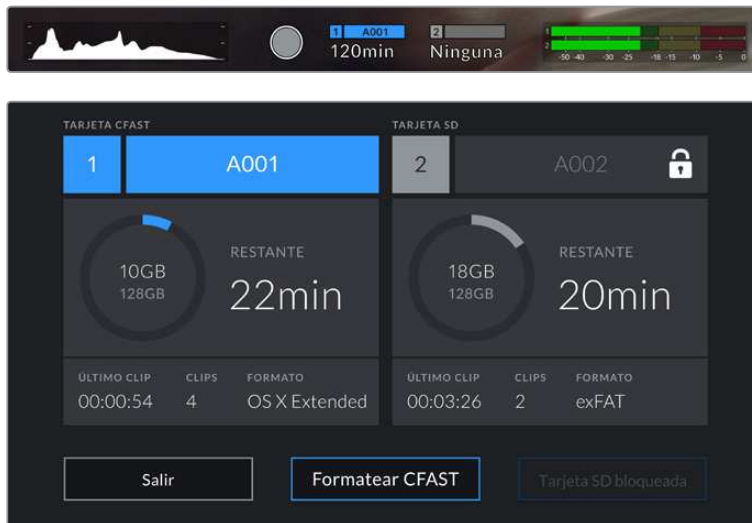 1 A001 2
120min Ninguna
1
2
-50 -40 -30 -25 -18 -15 -10 -5 0
TARJETA CFAST TARJETA SD
1 A001 2 A002
10GB
128GB
RESTANTE
22min
18GB
128GB
RESTANTE
20min
ÚLTIMO CLIP CLIPS FORMATO
00:00:54 4 OS X Extended
ÚLTIMO CLIP CLIPS FORMATO
00:03:26 2 exFAT
Salir Formatear CFAST Tarjeta SD bloqueada